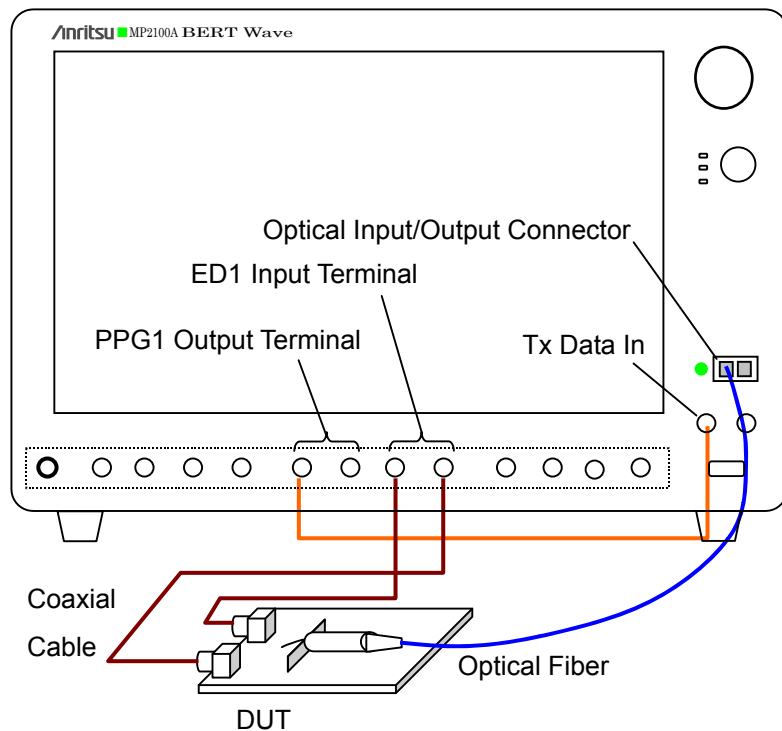 Anritsu MP2100A BERT Wave
Optical Input/Output Connector
ED1 Input Terminal
PPG1 Output Terminal
Tx Data In
Coaxial
Cable
Optical Fiber
DUT